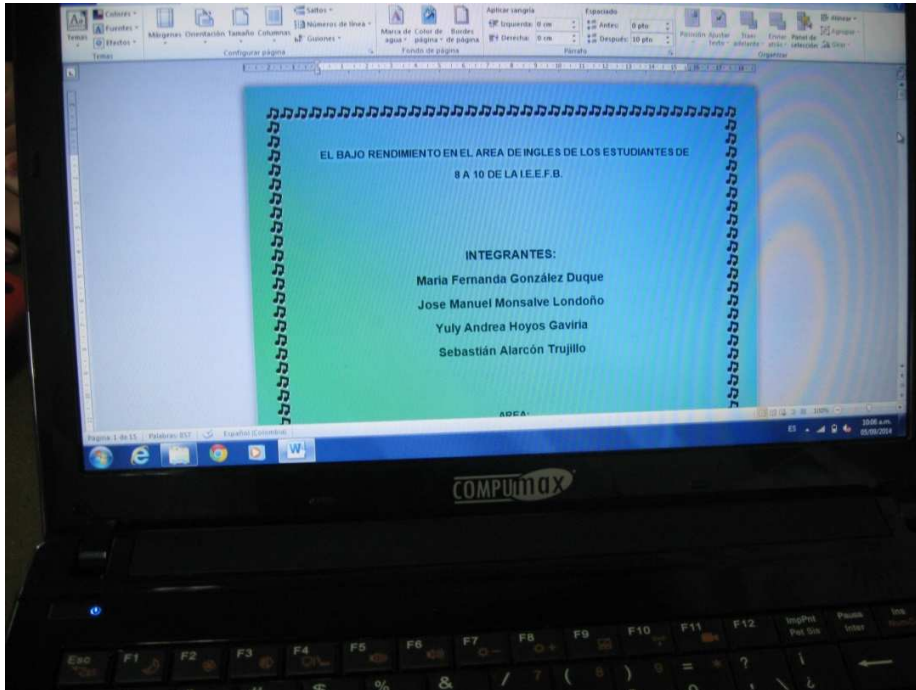 Colores
Fuentes
Efectos
Temas
Márgenes Orientación Tamaño Columnas
Saltos
Números de línea
Guiones
Marca de agua Color de página Bordes de página
Aplicar sangría
Izquierda: 0 cm
Derecha: 0 cm
Espaciado
Antes: 0 pto
Después: 10 pto
Posición Ajustar texto Traer adelante Enviar atrás Panel de selección
Alinear
Agrupar
Girar
Temas Configurar página Fondo de página Párrafo Organizar
EL BAJO RENDIMIENTO EN EL AREA DE INGLES DE LOS ESTUDIANTES DE
8 A 10 DE LA I.E.E.F.B.
INTEGRANTES:
Maria Fernanda González Duque
Jose Manuel Monsalve Londoño
Yuly Andrea Hoyos Gaviria
Sebastián Alarcón Trujillo
AREA:
Página: 1 de 15 Palabras: 857 Español (Colombia) 100%
ES 10:06 a.m.
05/09/2014
COMPUmax
Esc F1 F2 F3 F4 F5 F6 F7 F8 F9 F10 F11 F12 ImpPnt Pausa Ins
Pet Sis Inter
$ % & / 7 ( 8 ) 9 = * ? ¡ ¿